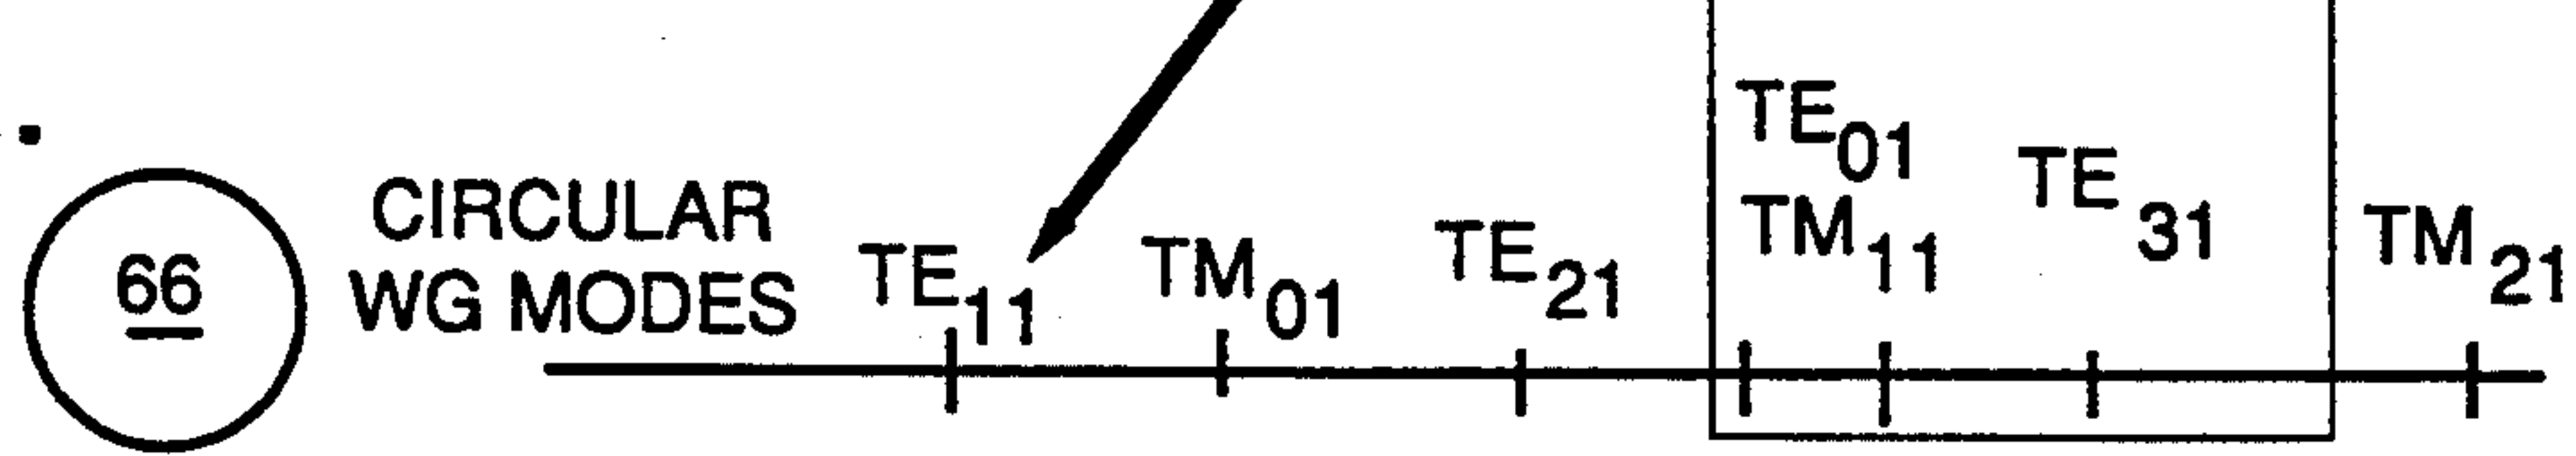 66
CIRCULAR
WG MODES
TE11
TM01
TE21
TE01
TM11
TE31
TM21